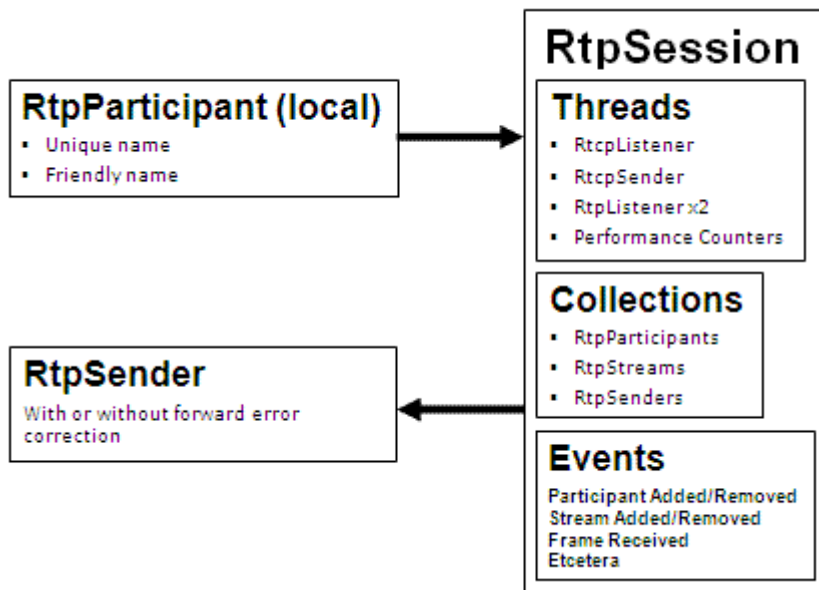 RtpParticipant (local)
▪ Unique name
▪ Friendly name
RtpSender
With or without forward error
correction
RtpSession
Threads
▪ RtcpListener
▪ RtcpSender
▪ RtpListener x2
▪ Performance Counters
Collections
▪ RtpParticipants
▪ RtpStreams
▪ RtpSenders
Events
Participant Added/Removed
Stream Added/Removed
Frame Received
Etcetera